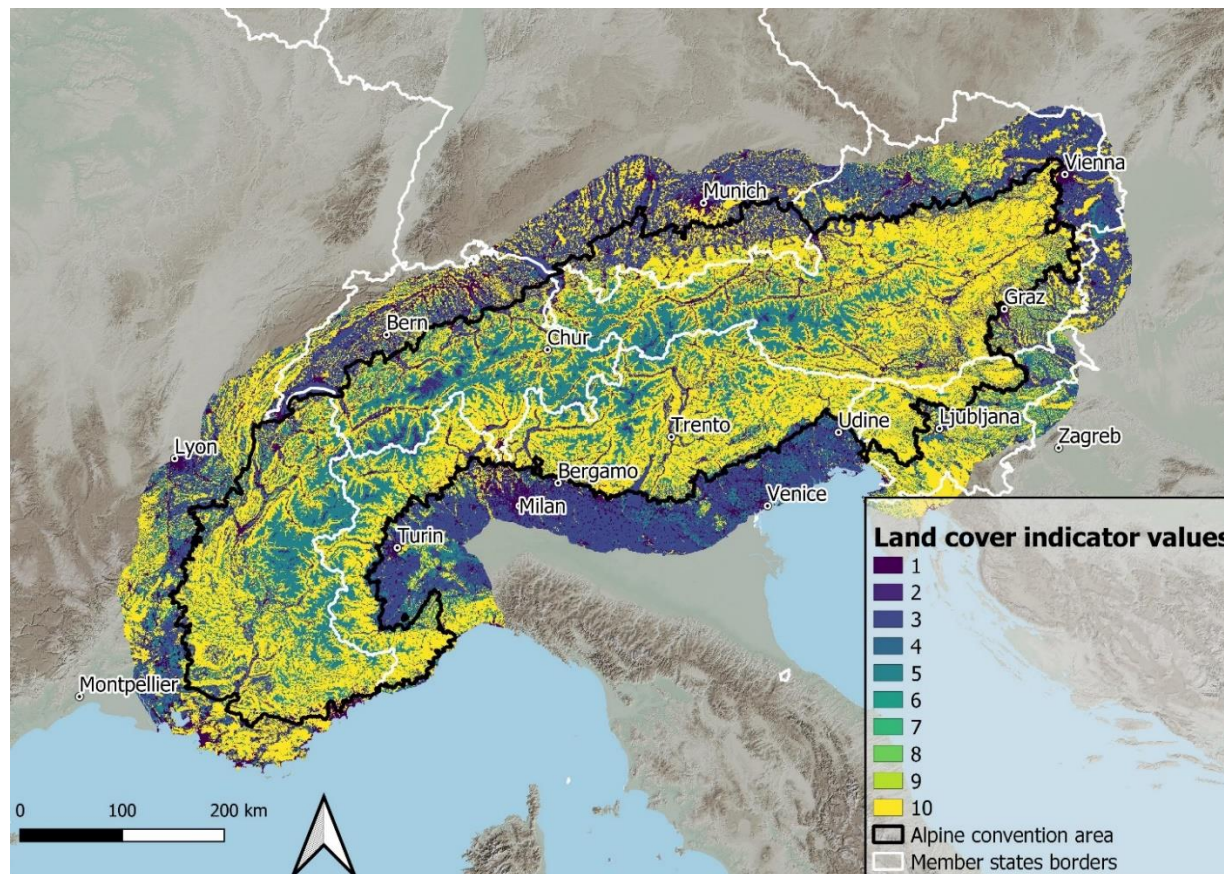 Vienna
Munich
Graz
Bern
Chur
Trento
Udine
Ljubljana
Zagreb
Lyon
Bergamo
Milan
Venice
Turin
Montpellier
Land cover indicator values
1
2
3
4
5
6
7
8
9
10
Alpine convention area
Member states borders
0 100 200 km